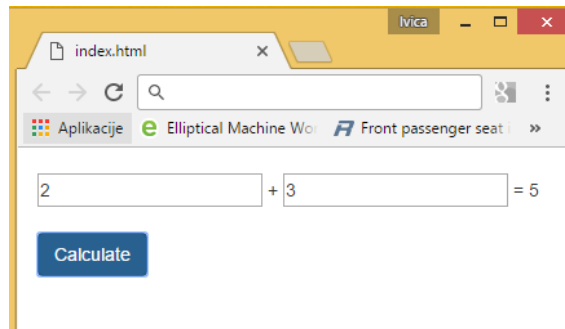 Ivica
index.html
Aplikacije Elliptical Machine Wo Front passenger seat i »
2 + 3 = 5
Calculate